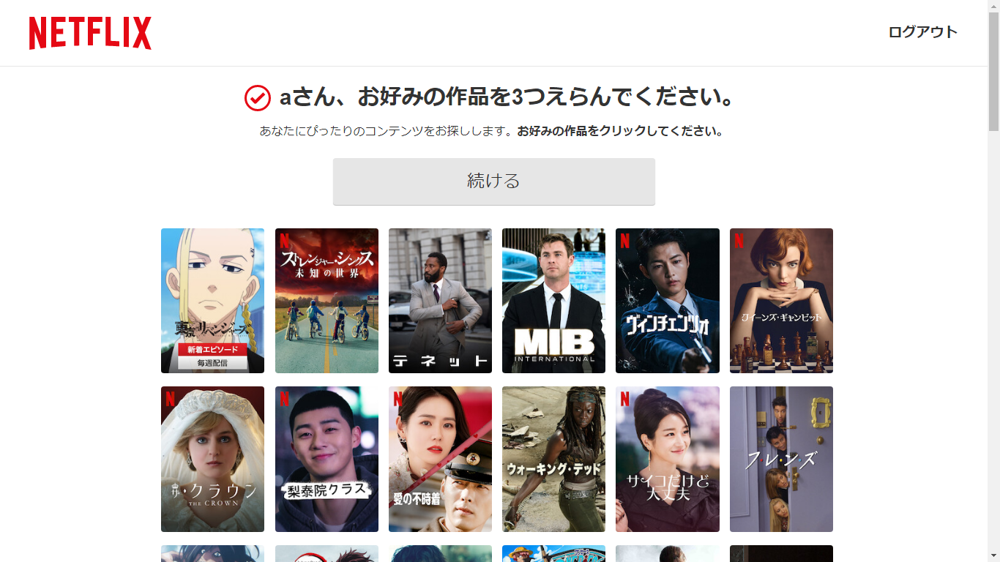 NETFLIX
ログアウト
aさん、お好みの作品を3つえらんでください。
あなたにぴったりのコンテンツをお探しします。お好みの作品をクリックしてください。
続ける
東京リベンジャーズ
新着エピソード
毎週配信
N
ストレンジャー・シングス
未知の世界
テネット
MIB
INTERNATIONAL
N
ヴィンチェンツォ
N
クイーンズ・ギャンビット
N
ザ・クラウン
THE CROWN
N
梨泰院クラス
N
愛の不時着
ウォーキング・デッド
N
サイコだけど
大丈夫
フレンズ